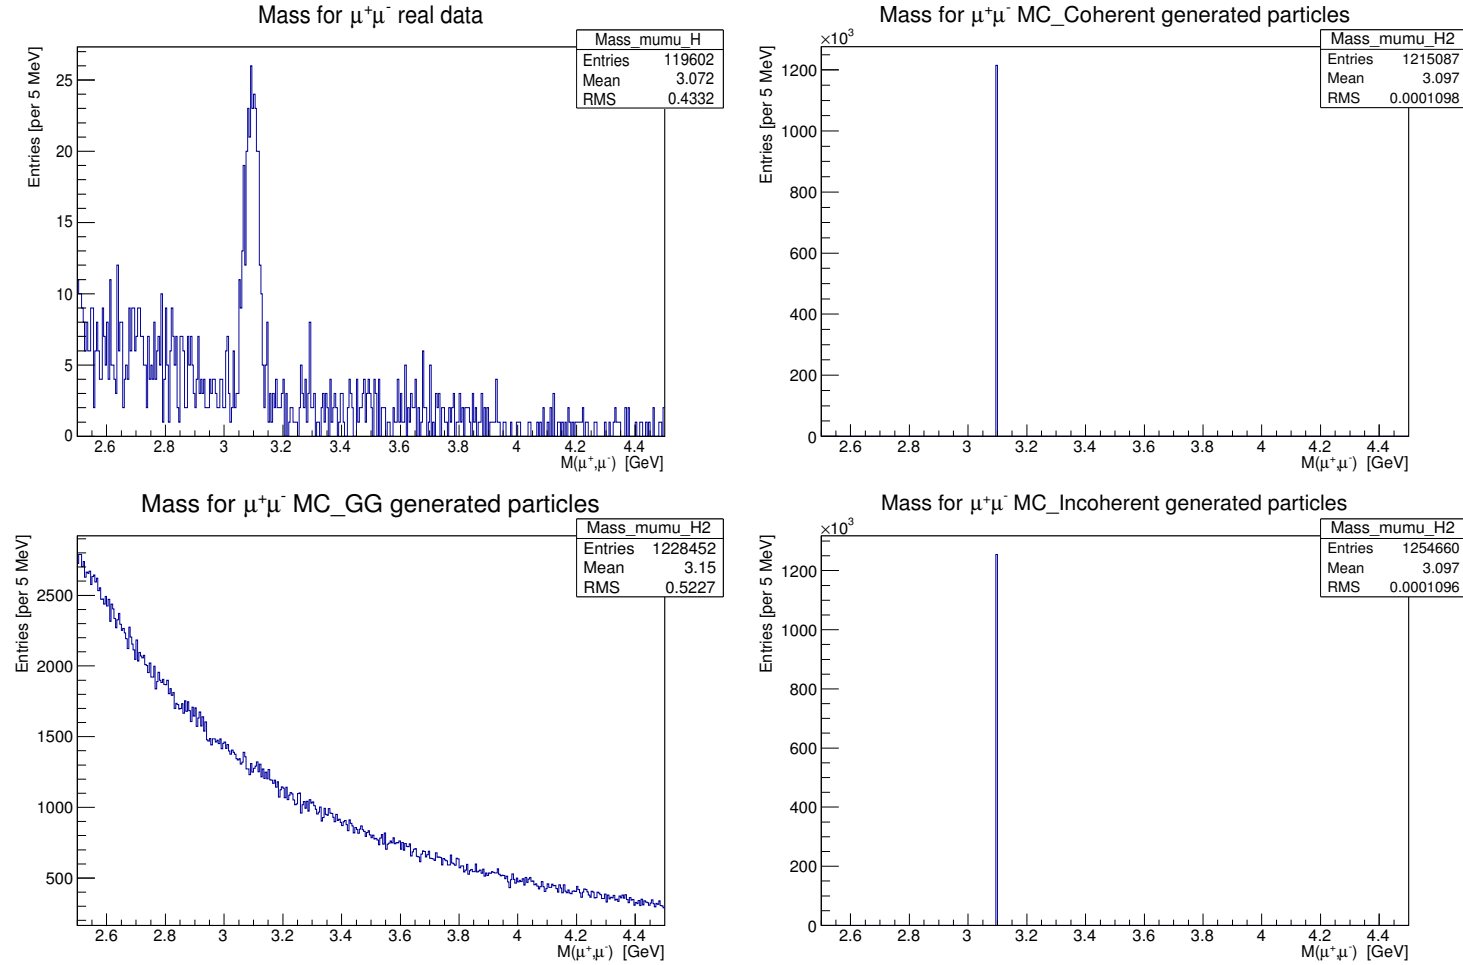 Mass for μ⁺μ⁻ real data
Mass_mumu_H
Entries 119602
Mean 3.072
RMS 0.4332
Entries [per 5 MeV]
25
20
15
10
5
0
2.6 2.8 3 3.2 3.4 3.6 3.8 4 4.2 4.4
M(μ⁺,μ⁻) [GeV]
Mass for μ⁺μ⁻ MC_Coherent generated particles
×10³
Mass_mumu_H2
Entries 1215087
Mean 3.097
RMS 0.0001098
Entries [per 5 MeV]
1200
1000
800
600
400
200
0
2.6 2.8 3 3.2 3.4 3.6 3.8 4 4.2 4.4
M(μ⁺,μ⁻) [GeV]
Mass for μ⁺μ⁻ MC_GG generated particles
Mass_mumu_H2
Entries 1228452
Mean 3.15
RMS 0.5227
Entries [per 5 MeV]
2500
2000
1500
1000
500
2.6 2.8 3 3.2 3.4 3.6 3.8 4 4.2 4.4
M(μ⁺,μ⁻) [GeV]
Mass for μ⁺μ⁻ MC_Incoherent generated particles
×10³
Mass_mumu_H2
Entries 1254660
Mean 3.097
RMS 0.0001096
Entries [per 5 MeV]
1200
1000
800
600
400
200
0
2.6 2.8 3 3.2 3.4 3.6 3.8 4 4.2 4.4
M(μ⁺,μ⁻) [GeV]